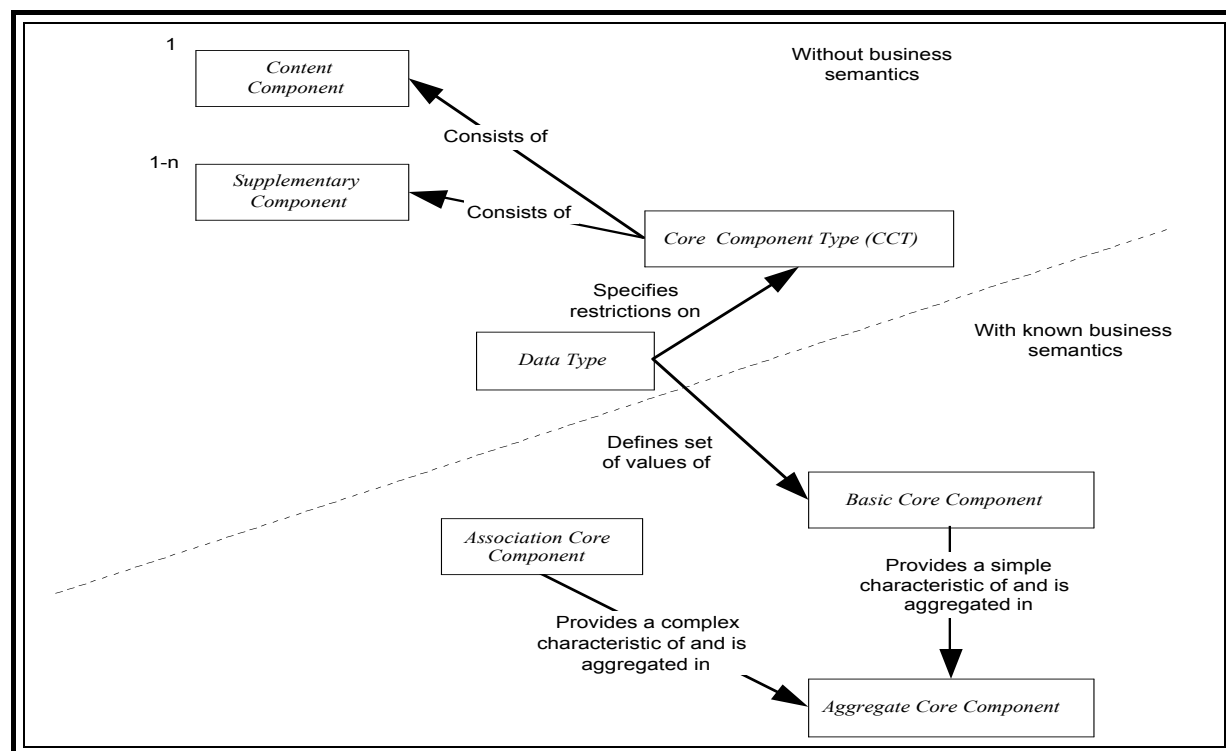 1
Content
Component
Without business
semantics
Consists of
1-n
Supplementary
Component
Consists of
Core Component Type (CCT)
Specifies
restrictions on
With known business
semantics
Data Type
Defines set
of values of
Basic Core Component
Association Core
Component
Provides a simple
characteristic of and is
aggregated in
Provides a complex
characteristic of and is
aggregated in
Aggregate Core Component